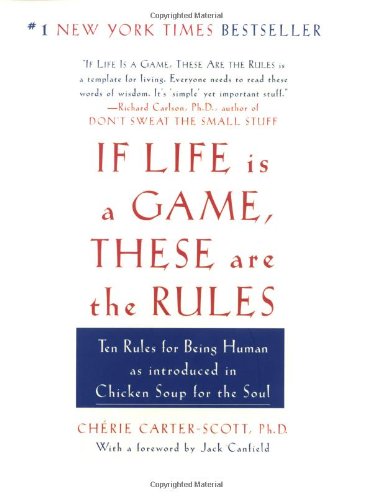 #1 NEW YORK TIMES BESTSELLER
"IF LIFE IS A GAME, THESE ARE THE RULES is
a template for living. Everyone needs to read
these words of wisdom. It's 'simple' yet
important stuff."
—Richard Carlson, Ph.D., author of
DON'T SWEAT THE SMALL STUFF
IF LIFE is
a GAME,
THESE are
the RULES
Ten Rules for Being Human
as introduced in
Chicken Soup for the Soul
CHÉRIE CARTER-SCOTT, Ph.D.
With a foreword by Jack Canfield